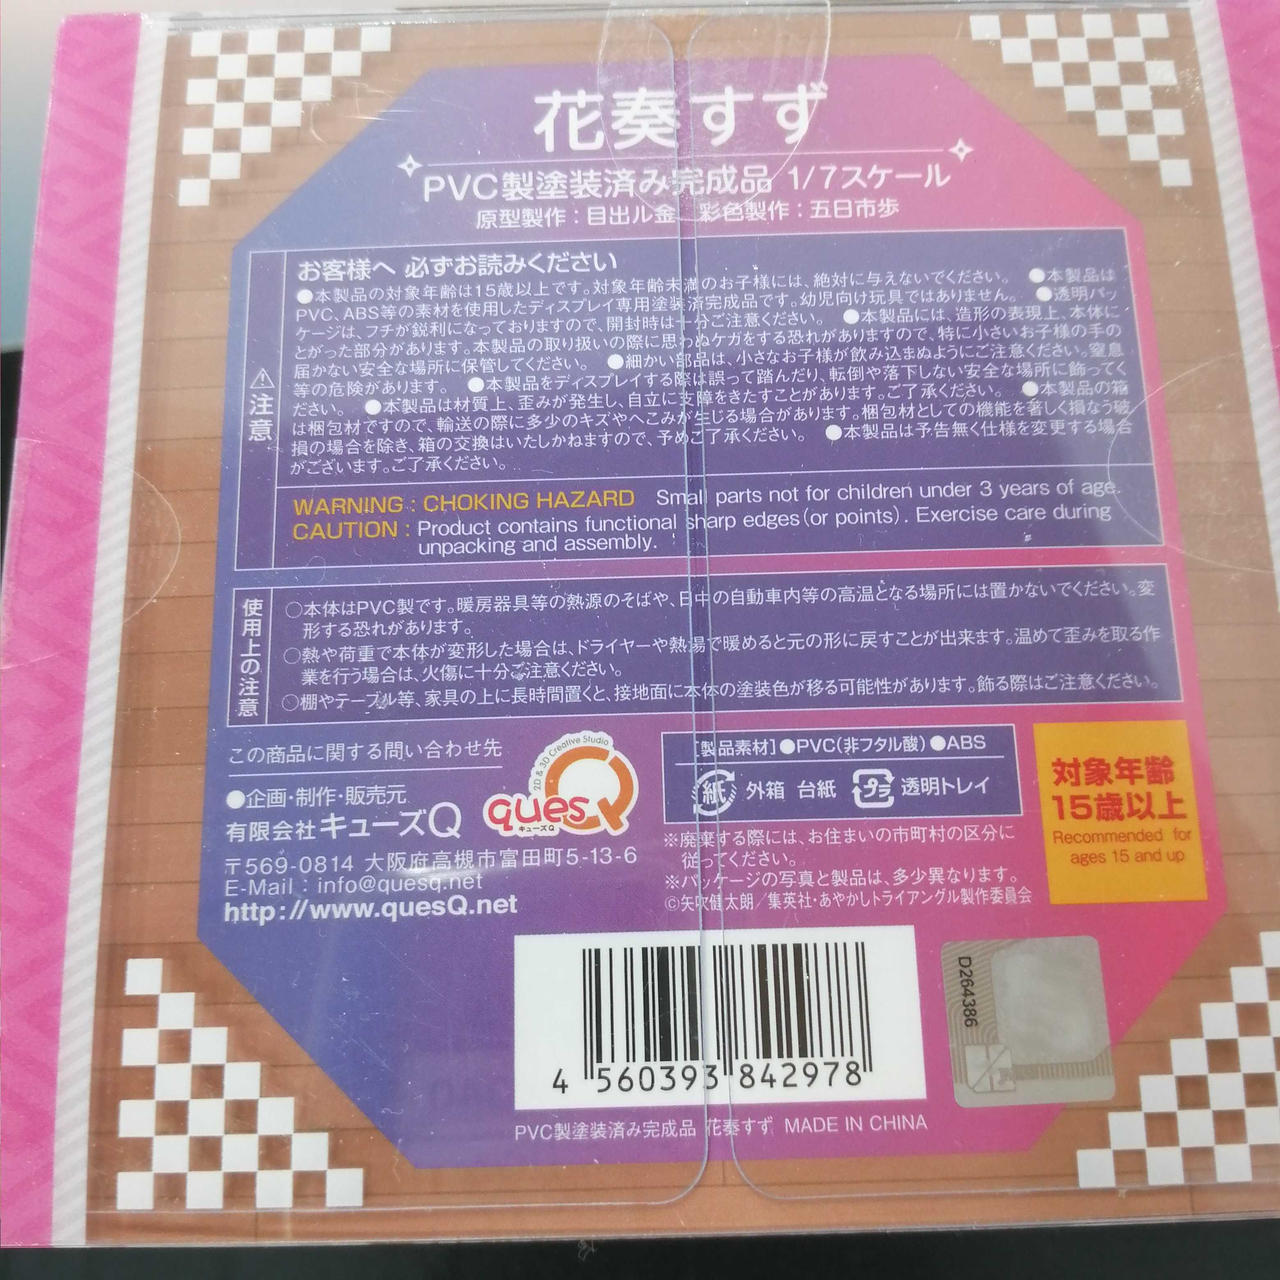 花奏すず
PVC製塗装済み完成品 1/7スケール
原型製作：目出ル金 彩色製作：五日市歩
⚠注意
お客様へ 必ずお読みください
●本製品の対象年齢は15歳以上です。対象年齢未満のお子様には、絶対に与えないでください。 ●本製品は
PVC、ABS等の素材を使用したディスプレイ専用塗装済完成品です。幼児向け玩具ではありません。 ●透明パッ
ケージは、フチが鋭利になっておりますので、開封時は十分ご注意ください。 ●本製品には、造形の表現上、本体に
とがった部分があります。本製品の取り扱いの際に思わぬケガをする恐れがありますので、特に小さいお子様の手の
届かない安全な場所に保管してください。 ●細かい部品は、小さなお子様が飲み込まぬようにご注意ください。窒息
等の危険があります。 ●本製品をディスプレイする際は誤って踏んだり、転倒や落下しない安全な場所に飾ってく
ださい。 ●本製品は材質上、歪みが発生し、自立に支障をきたすことがあります。ご了承ください。 ●本製品の箱
は梱包材ですので、輸送の際に多少のキズやへこみが生じる場合があります。梱包材としての機能を著しく損なう破
損の場合を除き、箱の交換はいたしかねますので、予めご了承ください。 ●本製品は予告無く仕様を変更する場合
がございます。ご了承ください。
WARNING : CHOKING HAZARD Small parts not for children under 3 years of age.
CAUTION : Product contains functional sharp edges(or points). Exercise care during
unpacking and assembly.
使用上の注意
○本体はPVC製です。暖房器具等の熱源のそばや、日中の自動車内等の高温となる場所には置かないでください。変
形する恐れがあります。
○熱や荷重で本体が変形した場合は、ドライヤーや熱湯で暖めると元の形に戻すことが出来ます。温めて歪みを取る作
業を行う場合は、火傷に十分ご注意ください。
○棚やテーブル等、家具の上に長時間置くと、接地面に本体の塗装色が移る可能性があります。飾る際はご注意ください。
この商品に関する問い合わせ先
●企画・制作・販売元
有限会社キューズQ
2D & 3D Creative Studio
quesQ
キューズQ
〒569-0814 大阪府高槻市富田町5-13-6
E-Mail : info@quesq.net
http://www.quesQ.net
［製品素材］●PVC(非フタル酸) ●ABS
紙 外箱 台紙 プラ 透明トレイ
※廃棄する際には、お住まいの市町村の区分に
従ってください。
※パッケージの写真と製品は、多少異なります。
©矢吹健太朗／集英社・あやかしトライアングル製作委員会
対象年齢
15歳以上
Recommended for
ages 15 and up
4 560393 842978
D264386
PVC製塗装済み完成品 花奏すず MADE IN CHINA